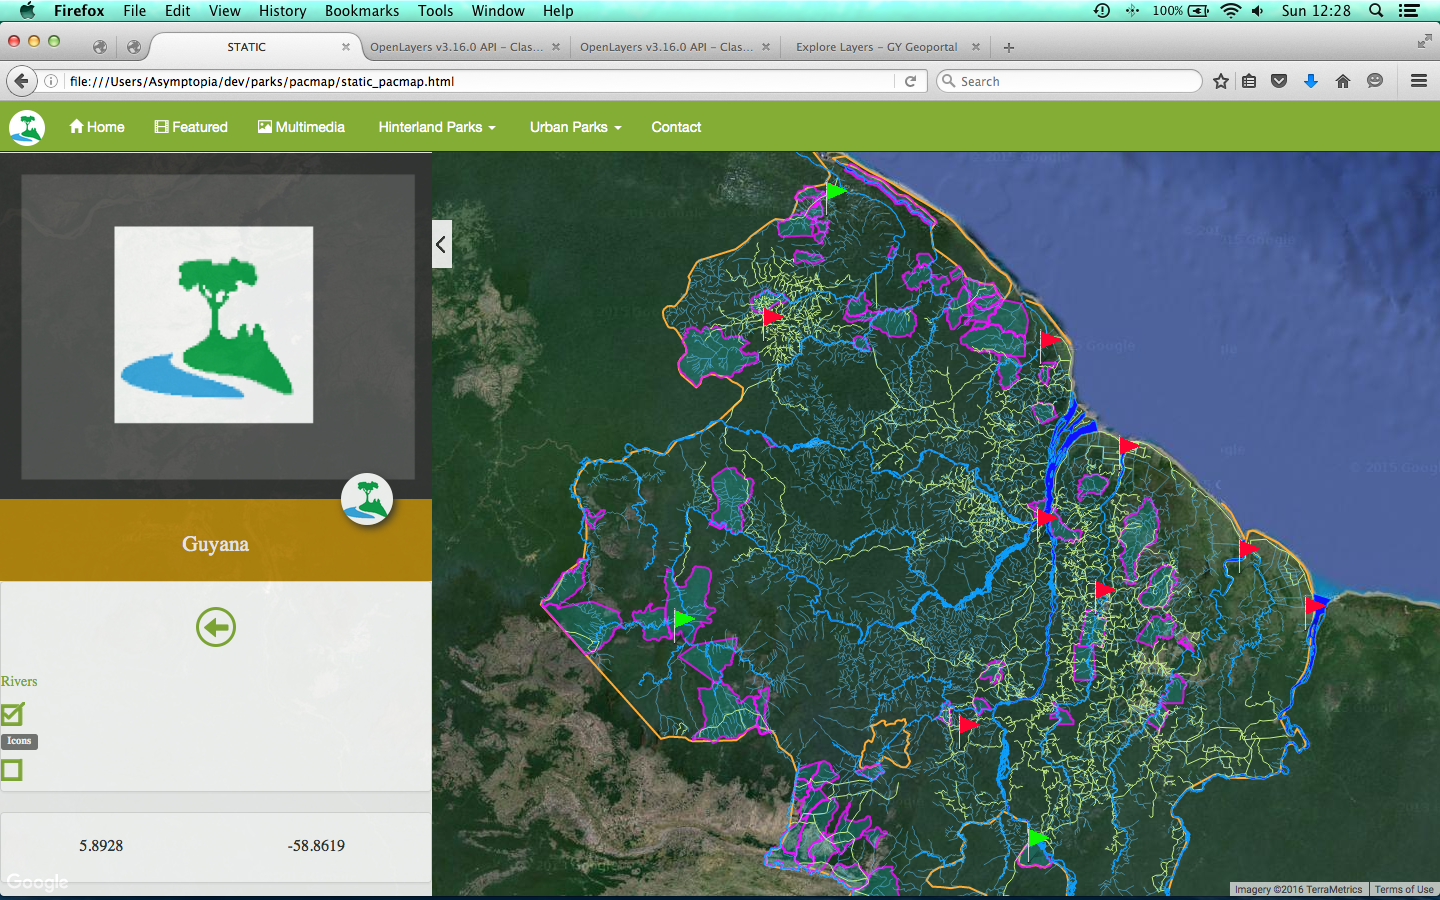 Firefox File Edit View History Bookmarks Tools Window Help 100% Sun 12:28
STATIC OpenLayers v3.16.0 API - Clas... OpenLayers v3.16.0 API - Clas... Explore Layers - GY Geoportal
file:///Users/Asymptopia/dev/parks/pacmap/static_pacmap.html Search
Home Featured Multimedia Hinterland Parks Urban Parks Contact
Guyana
Rivers
Icons
5.8928 -58.8619
Google
Imagery ©2016 TerraMetrics Terms of Use